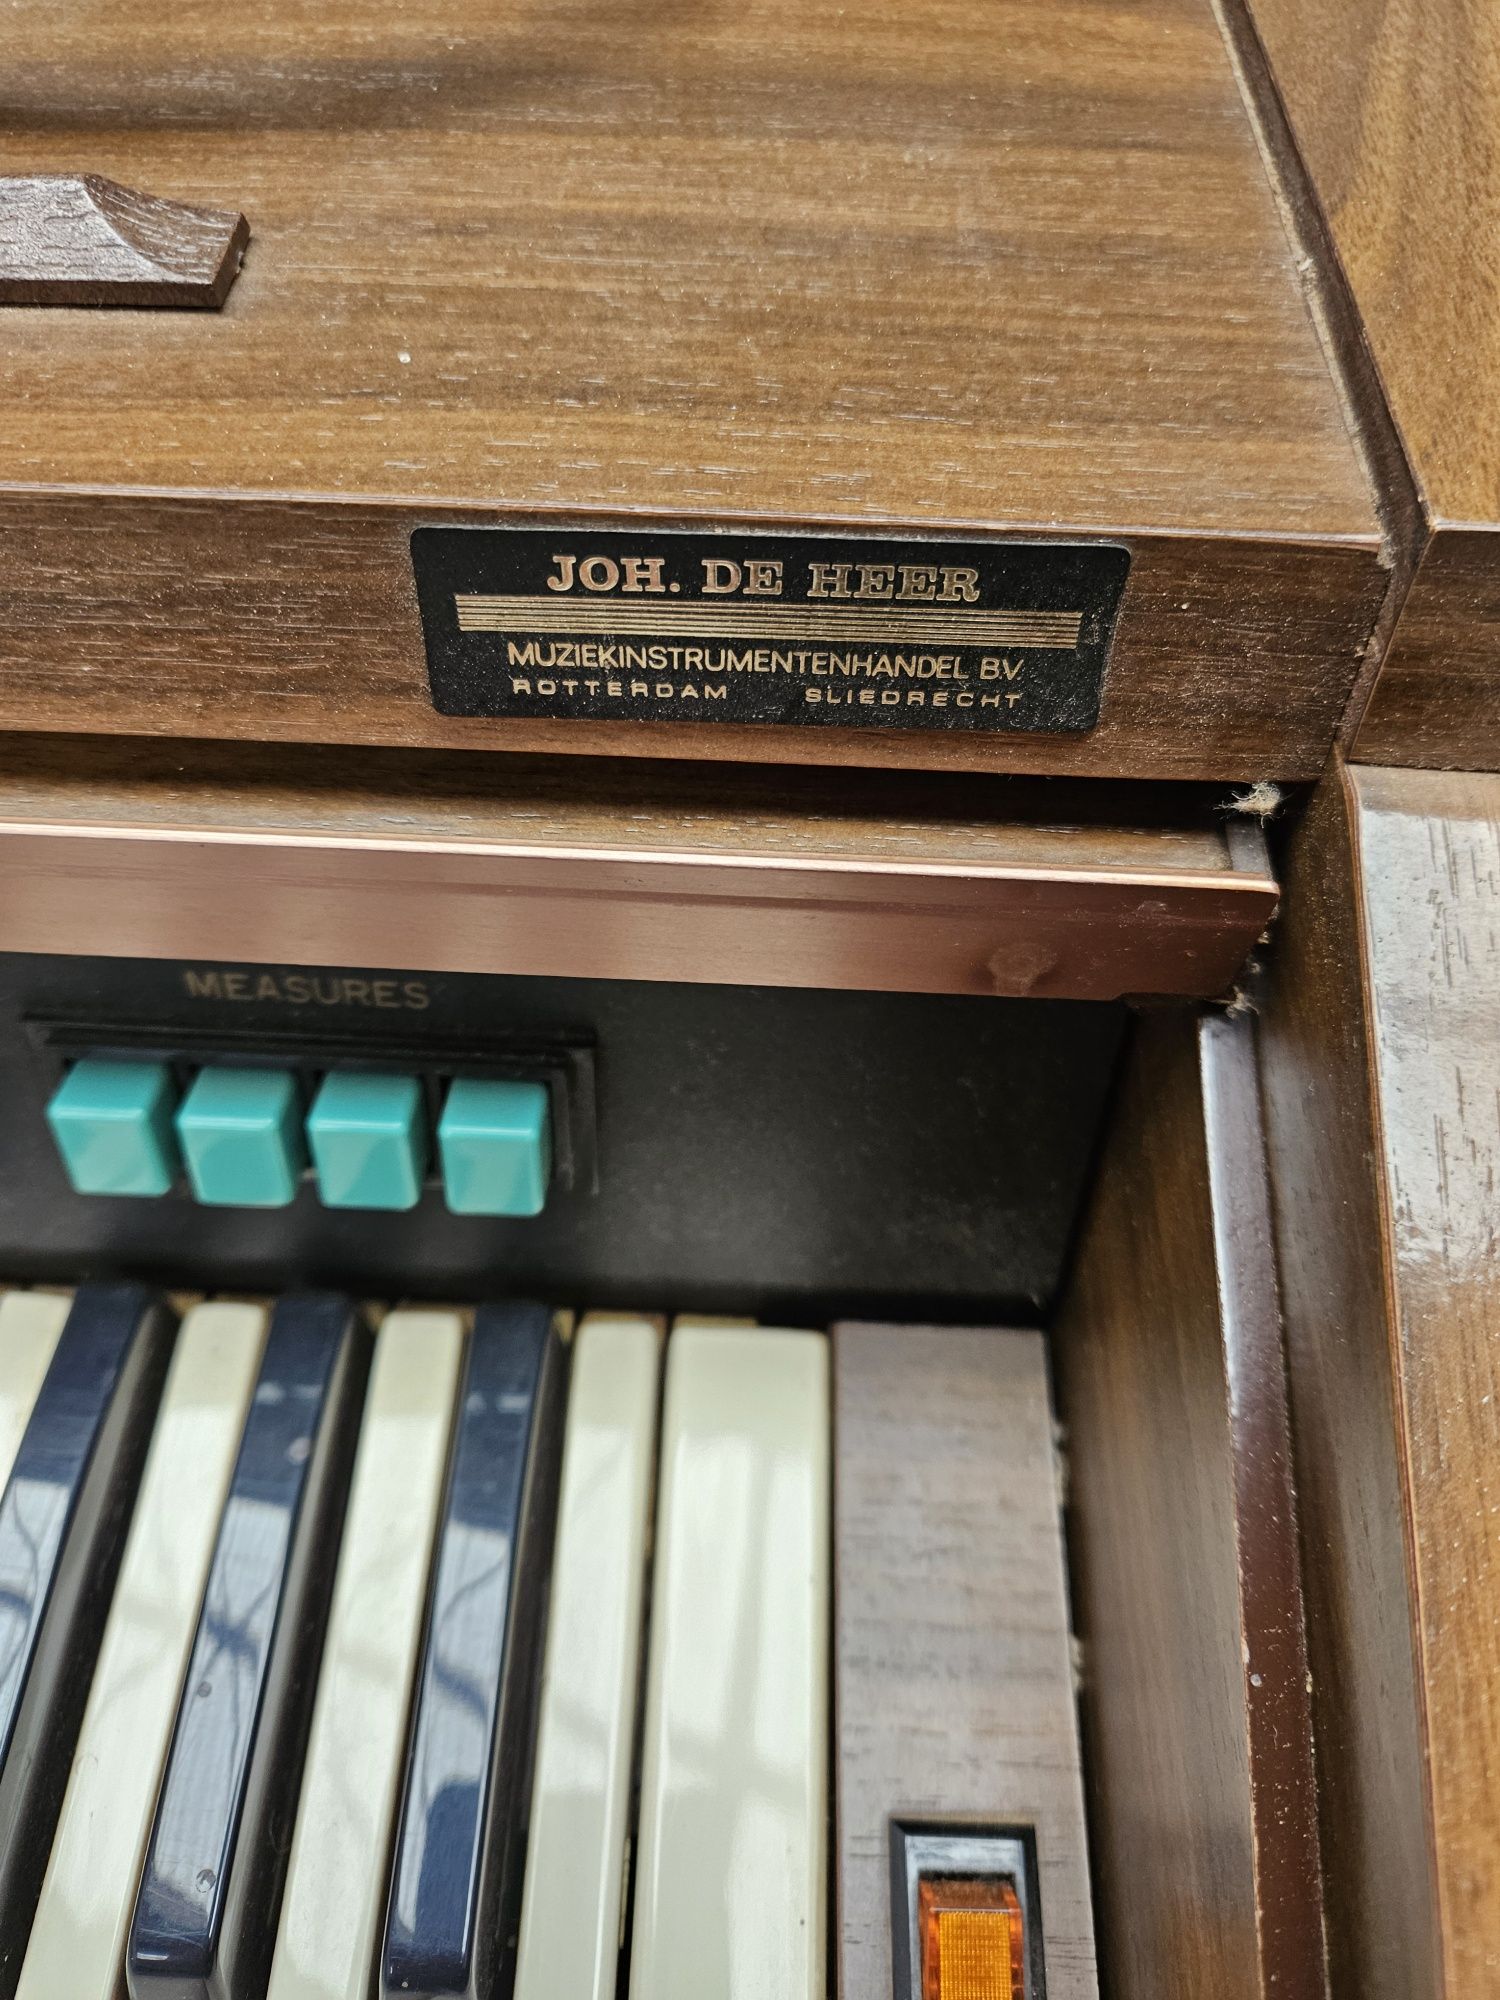 JOH. DE HEER
MUZIEKINSTRUMENTENHANDEL B.V.
ROTTERDAM SLIEDRECHT
MEASURES